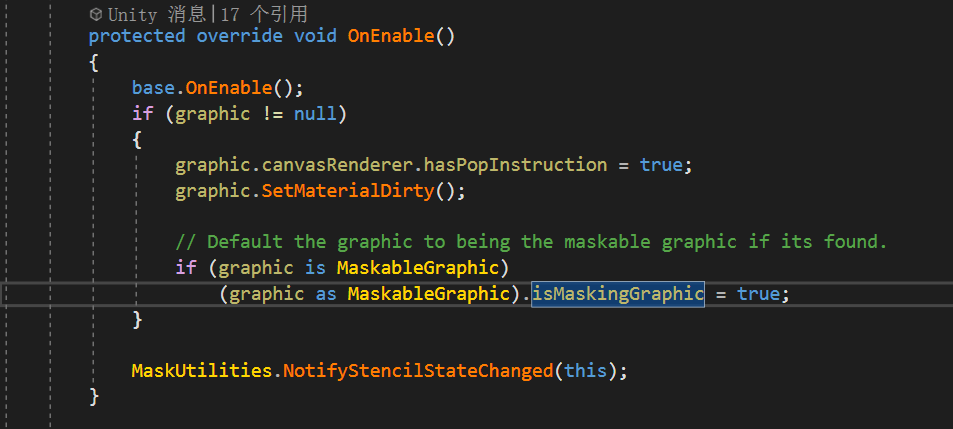 Unity 消息|17 个引用
protected override void OnEnable()
{
base.OnEnable();
if (graphic != null)
{
graphic.canvasRenderer.hasPopInstruction = true;
graphic.SetMaterialDirty();
// Default the graphic to being the maskable graphic if its found.
if (graphic is MaskableGraphic)
(graphic as MaskableGraphic).isMaskingGraphic = true;
}
MaskUtilities.NotifyStencilStateChanged(this);
}